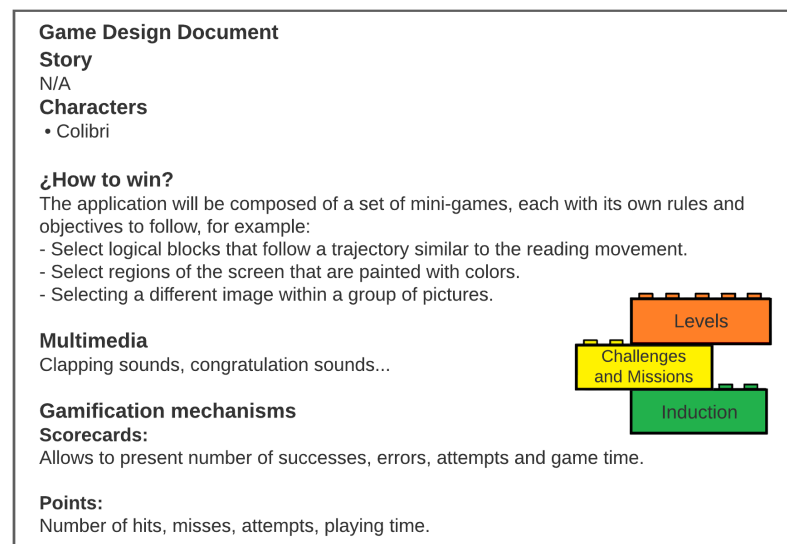 Game Design Document
Story
N/A
Characters
• Colibri
¿How to win?
The application will be composed of a set of mini-games, each with its own rules and
objectives to follow, for example:
- Select logical blocks that follow a trajectory similar to the reading movement.
- Select regions of the screen that are painted with colors.
- Selecting a different image within a group of pictures.
Levels
Challenges
and Missions
Induction
Multimedia
Clapping sounds, congratulation sounds...
Gamification mechanisms
Scorecards:
Allows to present number of successes, errors, attempts and game time.
Points:
Number of hits, misses, attempts, playing time.